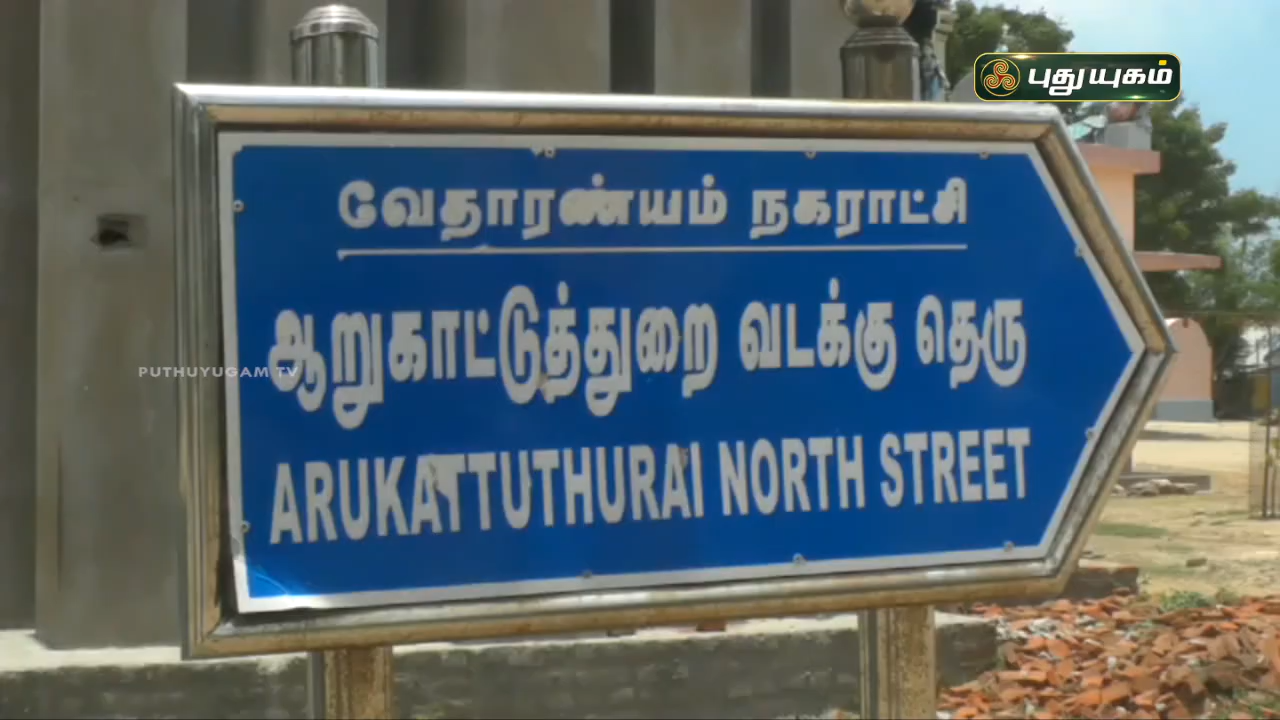 புதுயுகம்
வேதாரண்யம் நகராட்சி
ஆறுகாட்டுத்துறை வடக்கு தெரு
PUTHUYUGAM TV
ARUKATTUTHURAI NORTH STREET